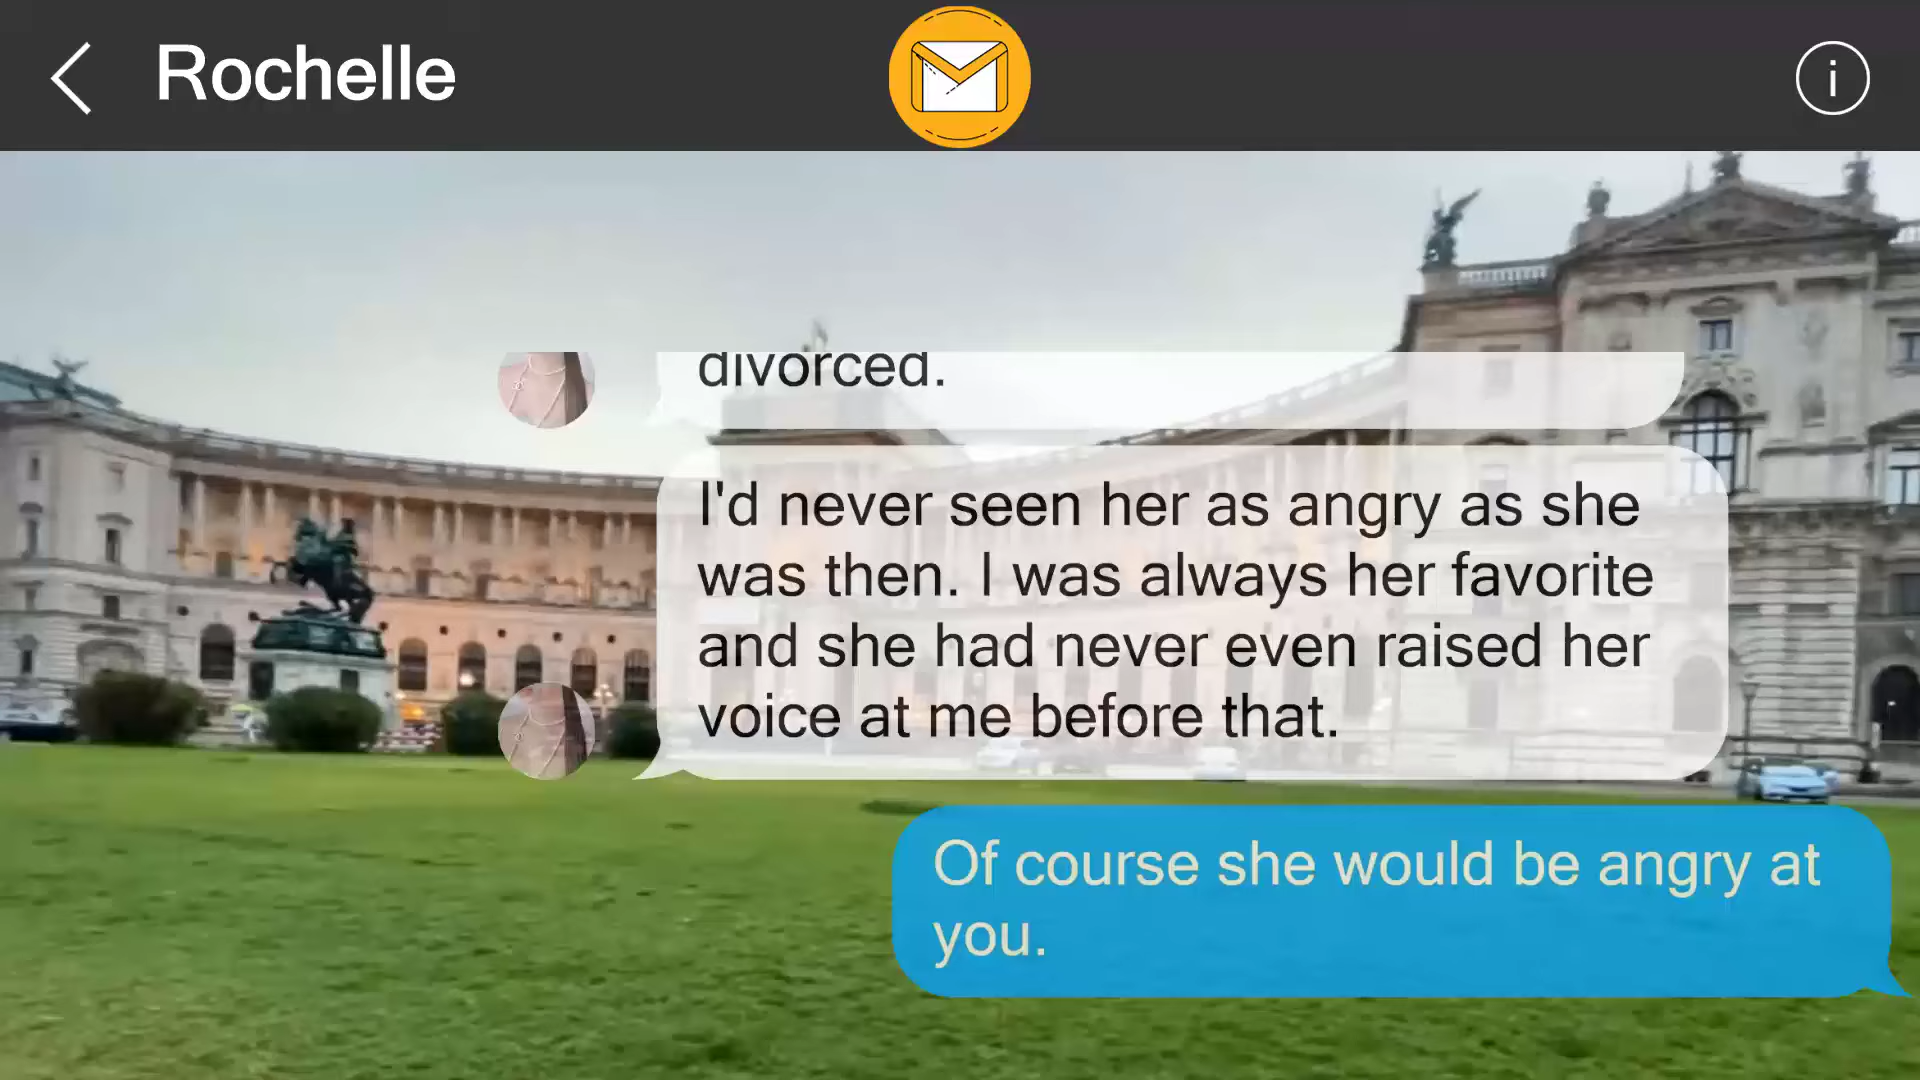 Rochelle
i
divorced.
I'd never seen her as angry as she
was then. I was always her favorite
and she had never even raised her
voice at me before that.
Of course she would be angry at
you.